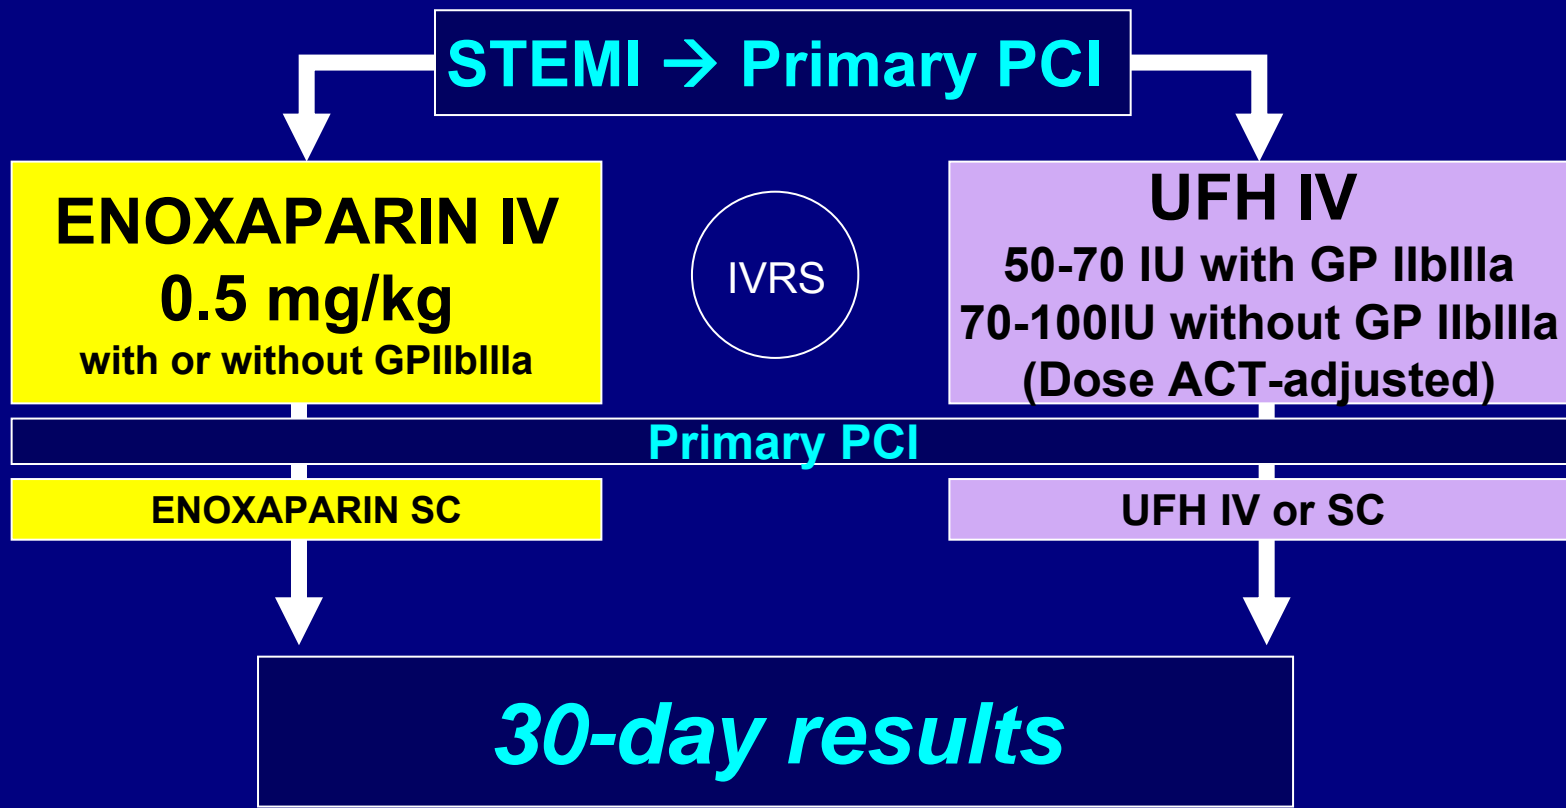 STEMI → Primary PCI
ENOXAPARIN IV
0.5 mg/kg
with or without GPIIbIIIa
IVRS
UFH IV
50-70 IU with GP IIbIIIa
70-100IU without GP IIbIIIa
(Dose ACT-adjusted)
Primary PCI
ENOXAPARIN SC
UFH IV or SC
30-day results